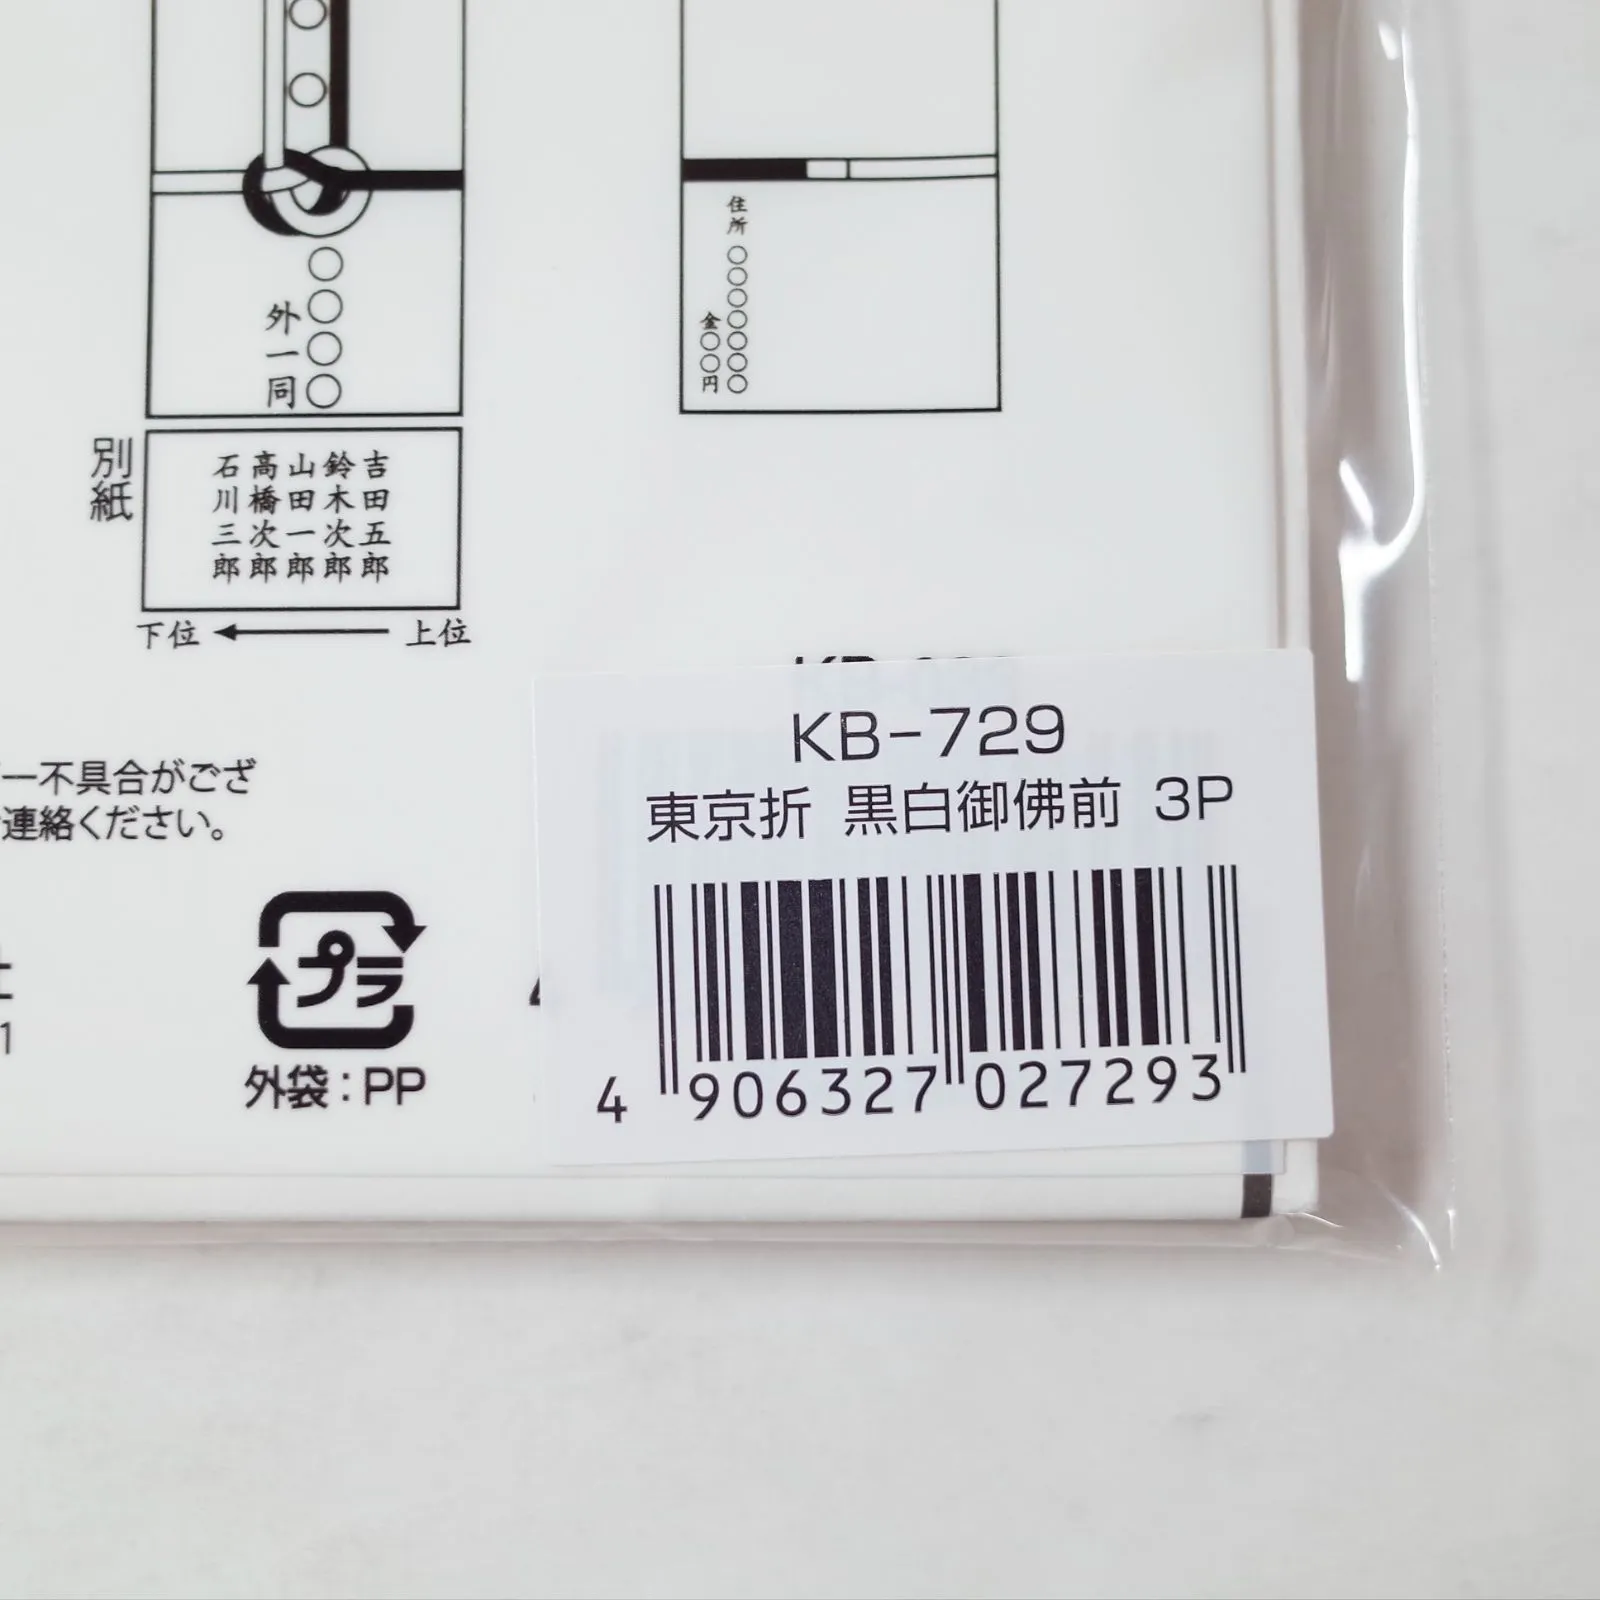 ○○○○
外一同
別紙
吉田五郎
鈴木次郎
山田一郎
高橋次郎
石川三郎
下位 ← 上位
住所 ○○○○○○○
金○○円
一不具合がござ
連絡ください。
1
プラ
外袋：PP
KB-729
東京折 黒白御佛前 3P
4 906327 027293